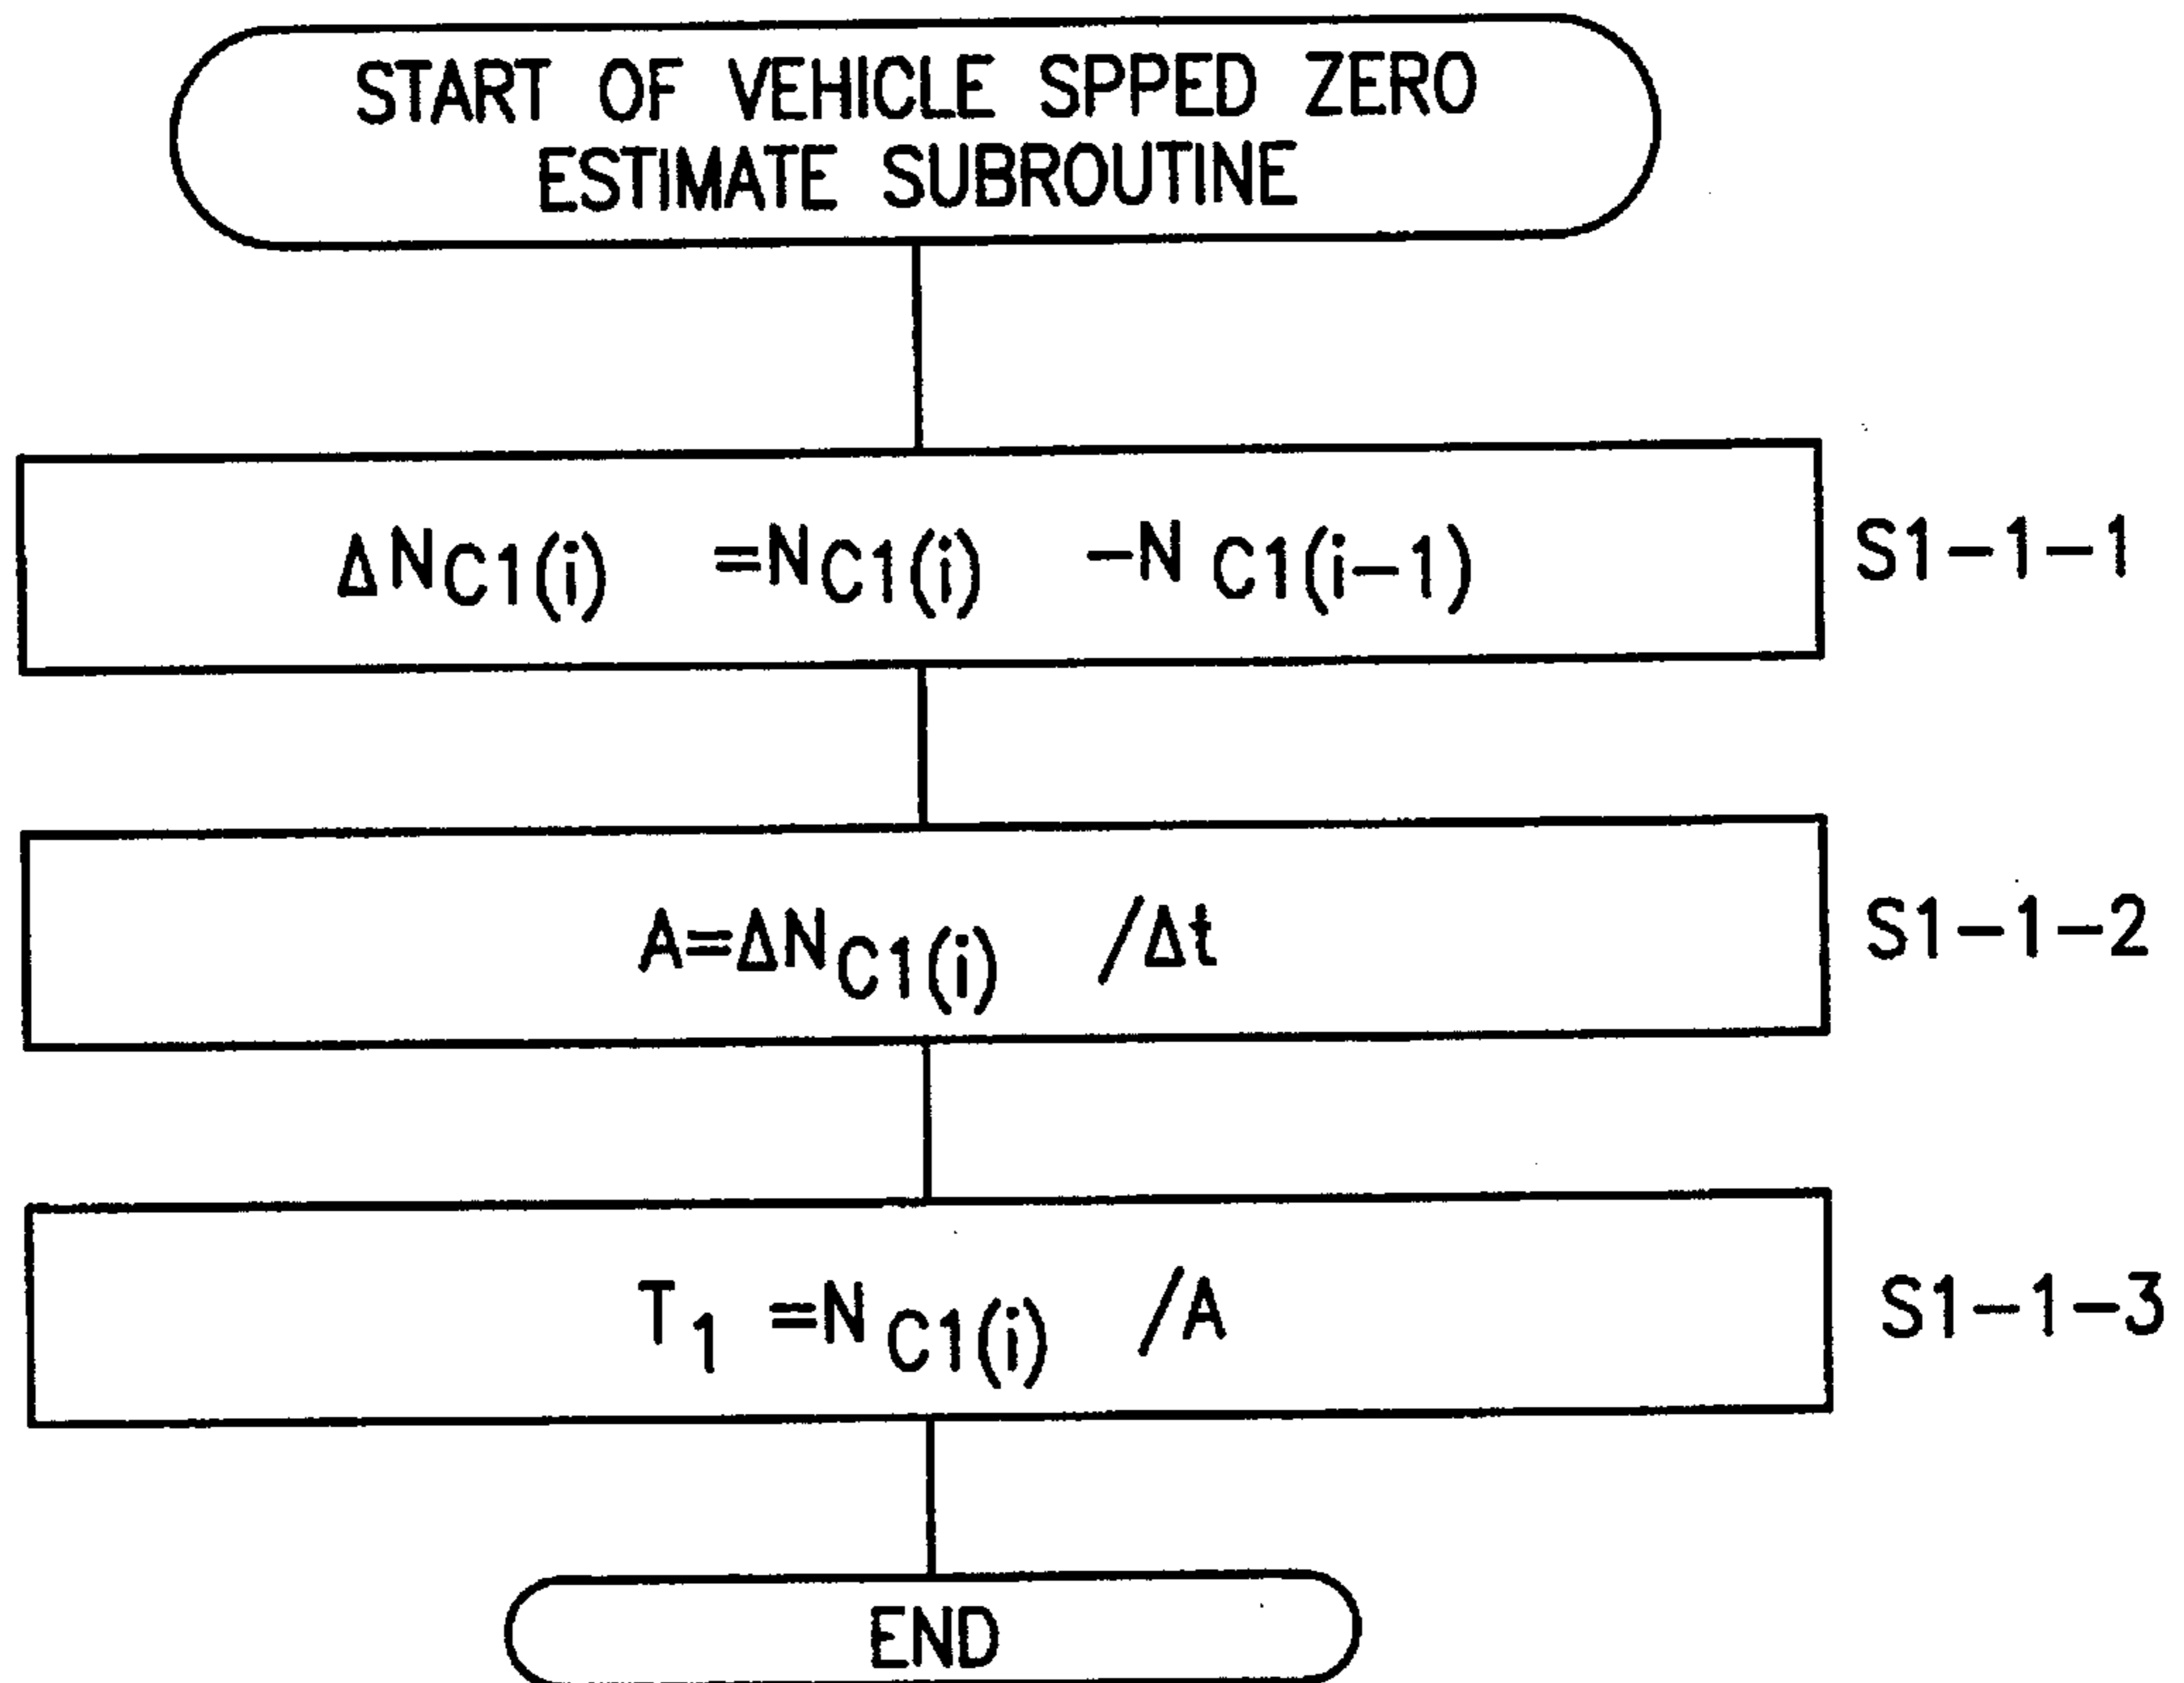 START OF VEHICLE SPPED ZERO
ESTIMATE SUBROUTINE
ΔNC1(i) =NC1(i) -NC1(i-1)
S1-1-1
A=ΔNC1(i) /Δt
S1-1-2
T1 =NC1(i) /A
S1-1-3
END